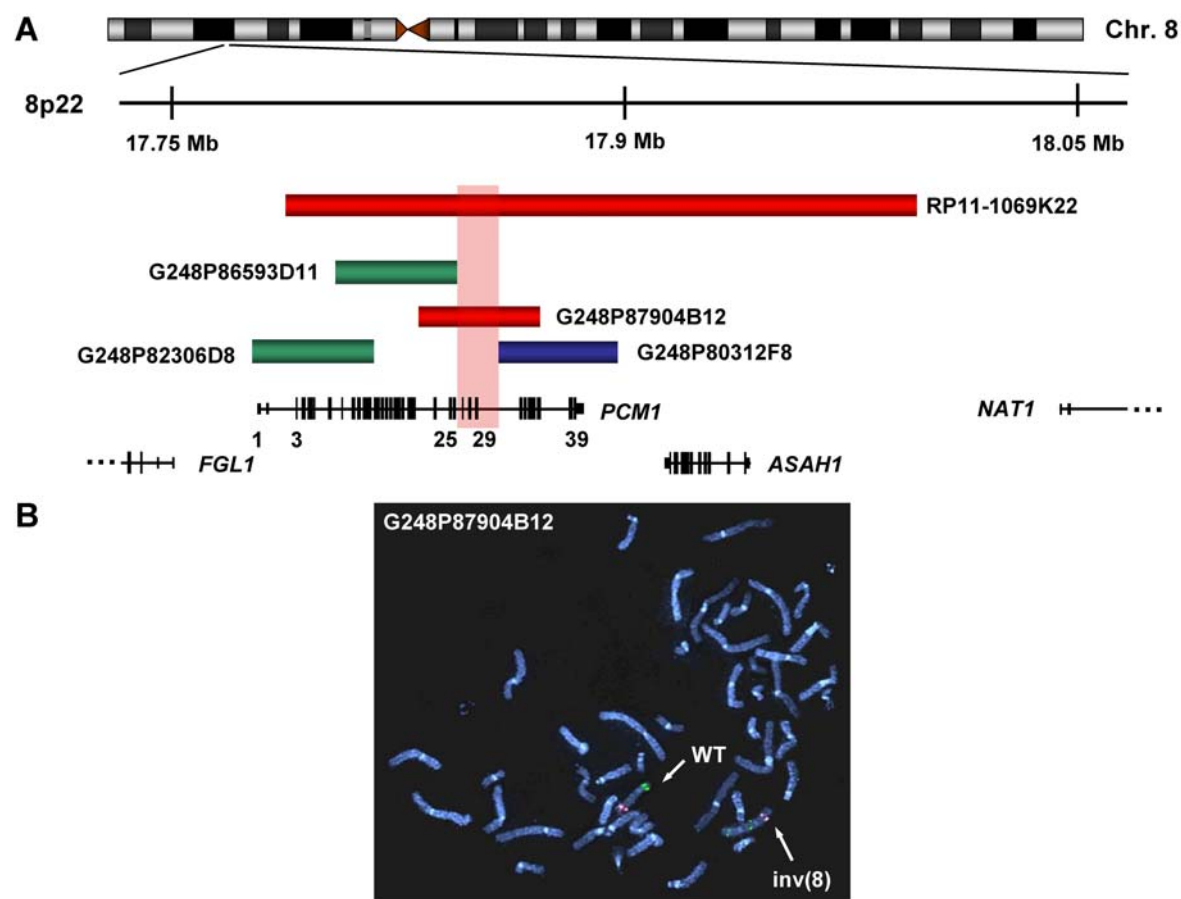 A
Chr. 8
8p22
17.75 Mb 17.9 Mb 18.05 Mb
RP11-1069K22
G248P86593D11
G248P87904B12
G248P82306D8 G248P80312F8
PCM1 NAT1
1 3 25 29 39
FGL1 ASAH1
B
G248P87904B12
WT
inv(8)